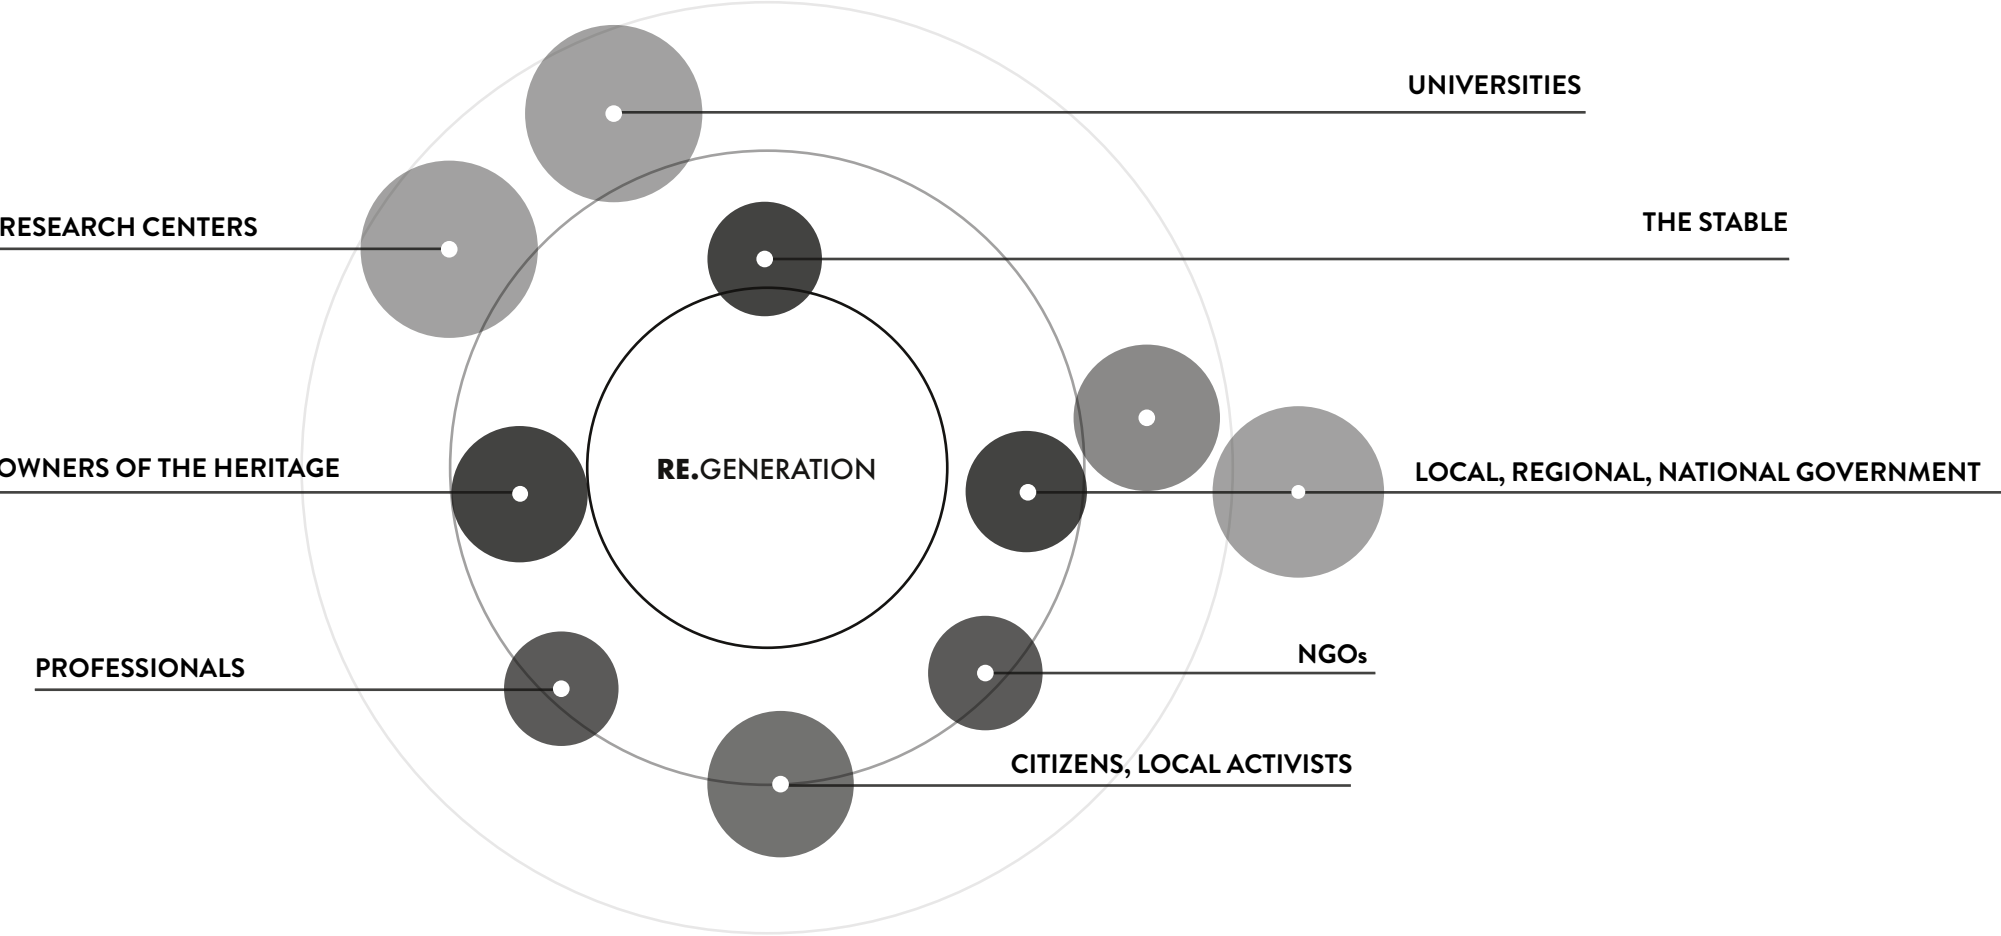 UNIVERSITIES
THE STABLE
RESEARCH CENTERS
OWNERS OF THE HERITAGE
RE.GENERATION
LOCAL, REGIONAL, NATIONAL GOVERNMENT
PROFESSIONALS
NGOs
CITIZENS, LOCAL ACTIVISTS